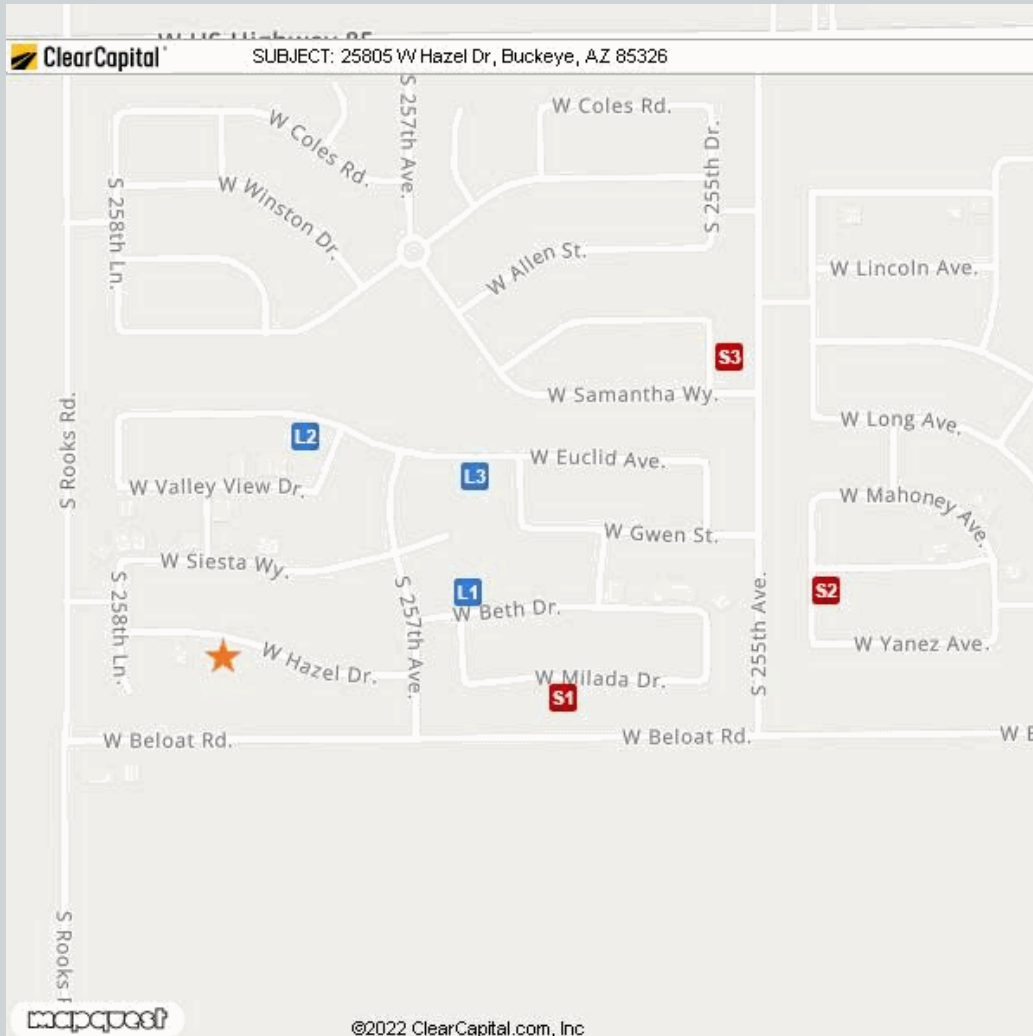 W US Highway 85
ClearCapital
SUBJECT: 25805 W Hazel Dr, Buckeye, AZ 85326
S 257th Ave.
W Coles Rd.
W Coles Rd.
S 255th Dr.
S 258th Ln.
W Winston Dr.
W Allen St.
W Lincoln Ave.
S3
W Samantha Wy.
S Rooks Rd.
W Long Ave.
L2
W Euclid Ave.
L3
W Valley View Dr.
W Mahoney Ave.
W Gwen St.
W Siesta Wy.
S 258th Ln.
S 257th Ave.
L1
W Beth Dr.
S 255th Ave.
S2
W Hazel Dr.
W Yanez Ave.
W Milada Dr.
S1
W Beloat Rd.
W Beloat Rd.
W B
S Rooks R
mapquest
©2022 ClearCapital.com, Inc